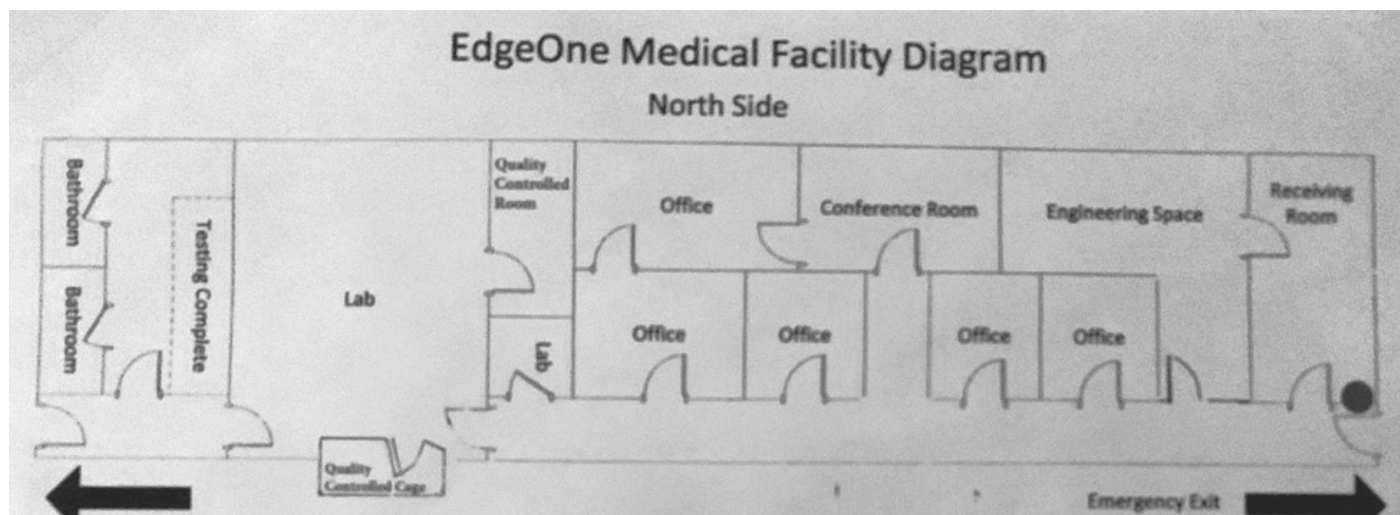 EdgeOne Medical Facility Diagram
North Side
Bathroom
Bathroom
Testing Complete
Lab
Quality
Controlled
Room
Lab
Office
Conference Room
Engineering Space
Receiving
Room
Office
Office
Office
Office
Quality
Controlled Cage
Emergency Exit